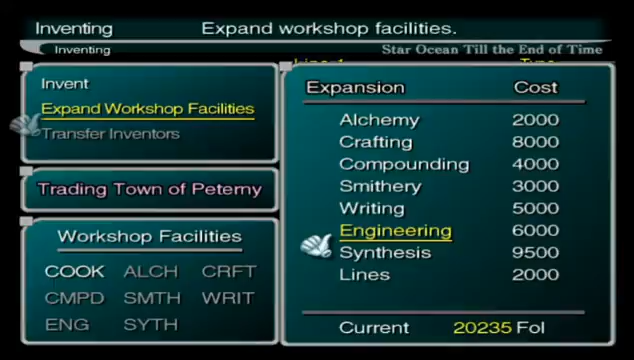 Inventing Expand workshop facilities.
Inventing Star Ocean Till the End of Time
Invent
Expand Workshop Facilities
Transfer Inventors
Trading Town of Peterny
Workshop Facilities
COOK ALCH CRFT
CMPD SMTH WRIT
ENG SYTH
Expansion Cost
Alchemy 2000
Crafting 8000
Compounding 4000
Smithery 3000
Writing 5000
Engineering 6000
Synthesis 9500
Lines 2000
Current 20235 Fol